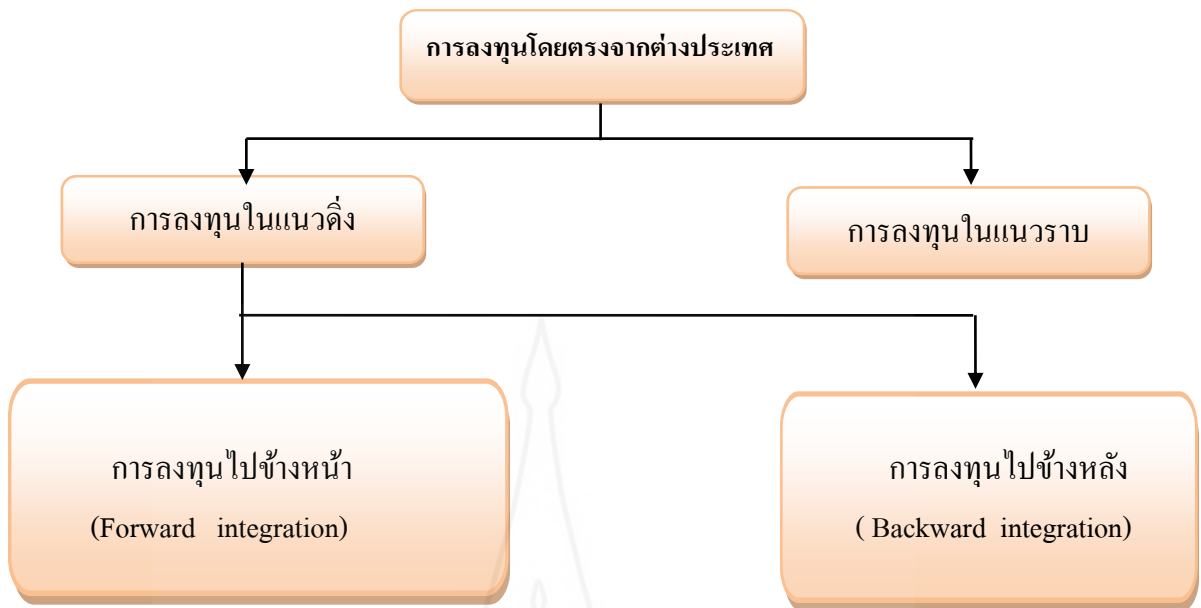 การลงทุนโดยตรงจากต่างประเทศ
การลงทุนในแนวดิ่ง
การลงทุนในแนวราบ
การลงทุนไปข้างหน้า
(Forward integration)
การลงทุนไปข้างหลัง
( Backward integration)